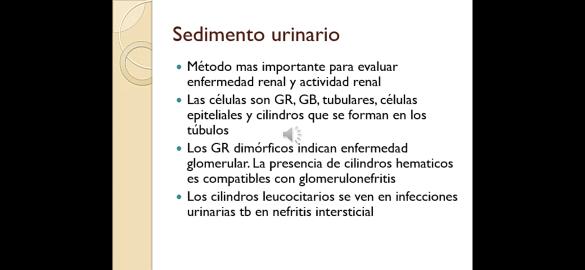 Sedimento urinario
Método mas importante para evaluar
enfermedad renal y actividad renal
Las células son GR, GB, tubulares, células
epiteliales y cilindros que se forman en los
túbulos
Los GR dimórficos indican enfermedad
glomerular. La presencia de cilindros hematicos
es compatibles con glomerulonefritis
Los cilindros leucocitarios se ven en infecciones
urinarias tb en nefritis intersticial